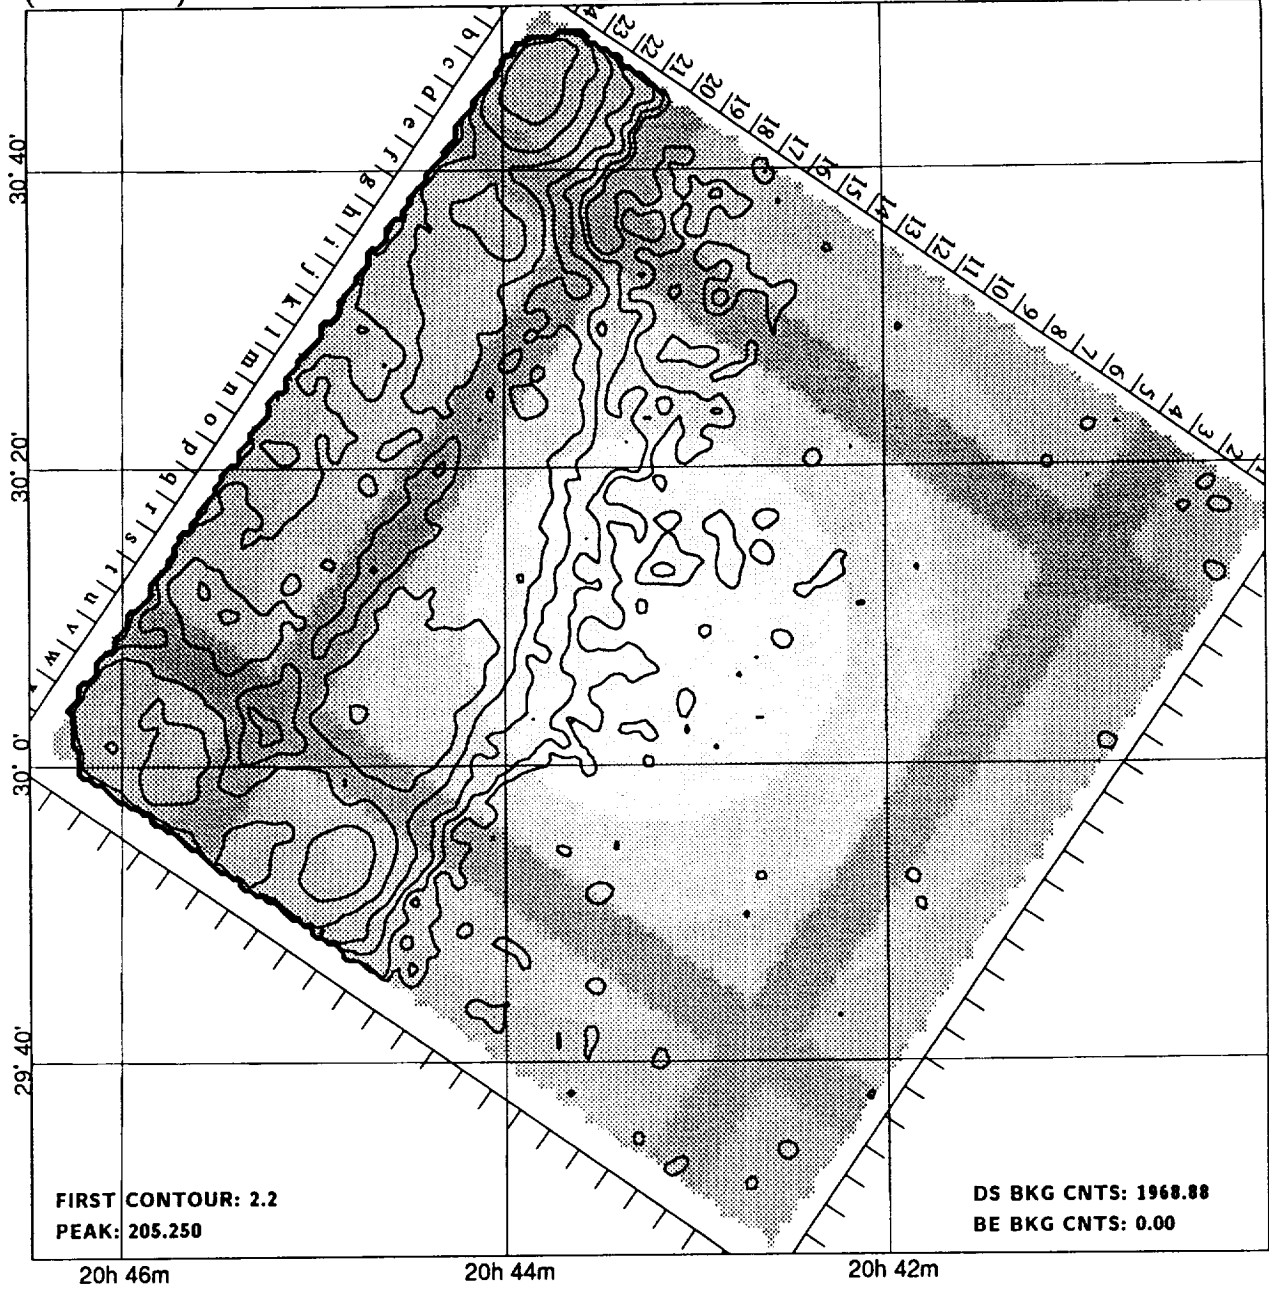 b c d e f g h i j k l m n o p q r s t u v w
24 23 22 21 20 19 18 17 16 15 14 13 12 11 10 9 8 7 6 5 4 3 2 1
30° 40'
30° 20'
30° 0'
29° 40'
FIRST CONTOUR: 2.2
PEAK: 205.250
DS BKG CNTS: 1968.88
BE BKG CNTS: 0.00
20h 46m
20h 44m
20h 42m